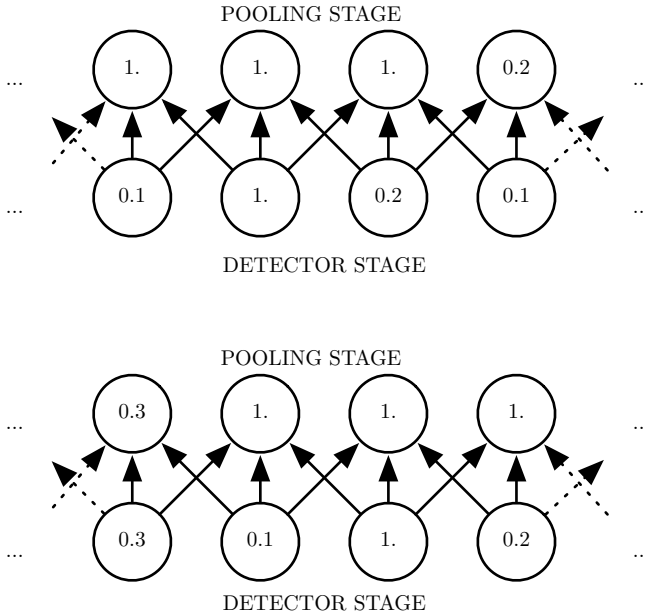 POOLING STAGE
... 1. 1. 1. 0.2 ..
... 0.1 1. 0.2 0.1 ..
DETECTOR STAGE
POOLING STAGE
... 0.3 1. 1. 1. ..
... 0.3 0.1 1. 0.2 ..
DETECTOR STAGE